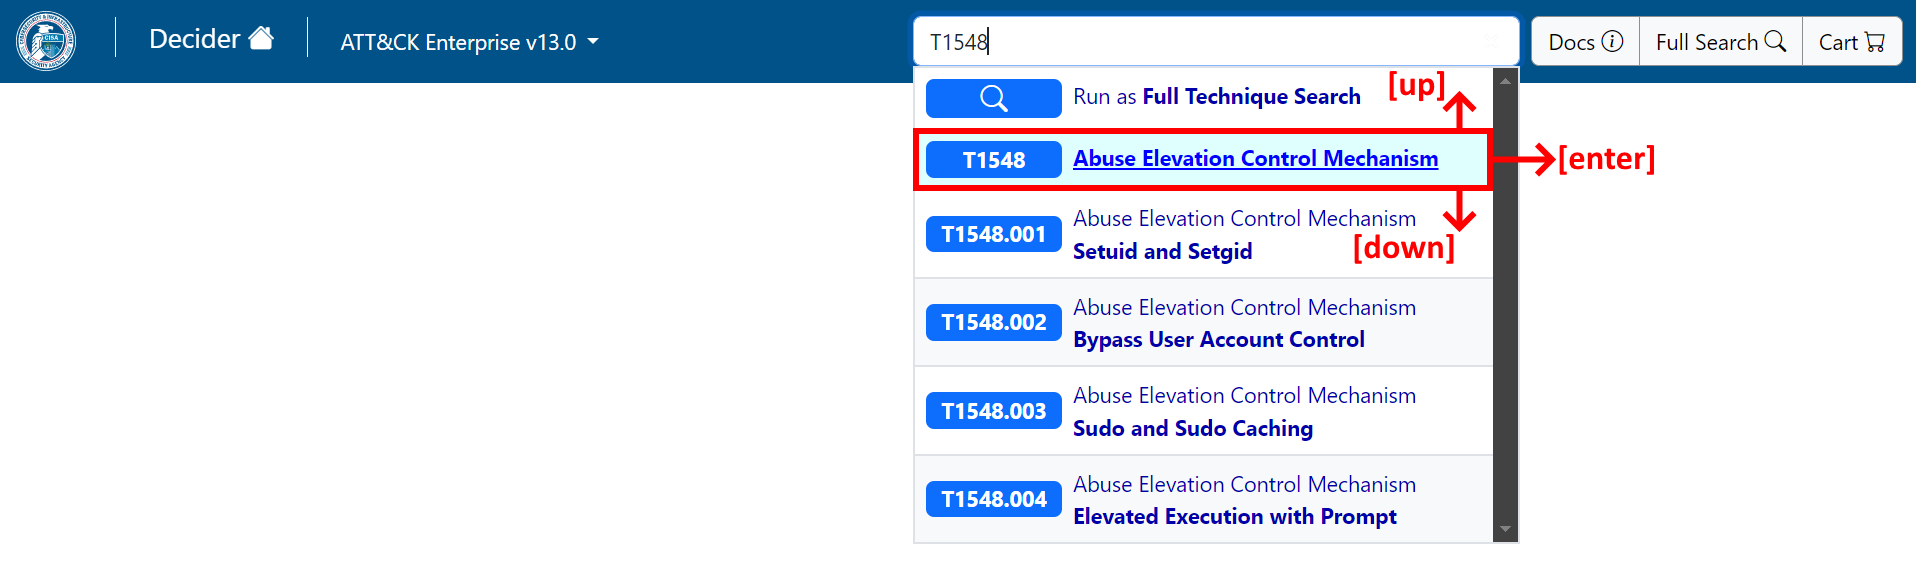 Decider
ATT&CK Enterprise v13.0
T1548
Docs
Full Search
Cart
Run as Full Technique Search
[up]
T1548 Abuse Elevation Control Mechanism
[enter]
T1548.001 Abuse Elevation Control Mechanism
Setuid and Setgid
[down]
T1548.002 Abuse Elevation Control Mechanism
Bypass User Account Control
T1548.003 Abuse Elevation Control Mechanism
Sudo and Sudo Caching
T1548.004 Abuse Elevation Control Mechanism
Elevated Execution with Prompt